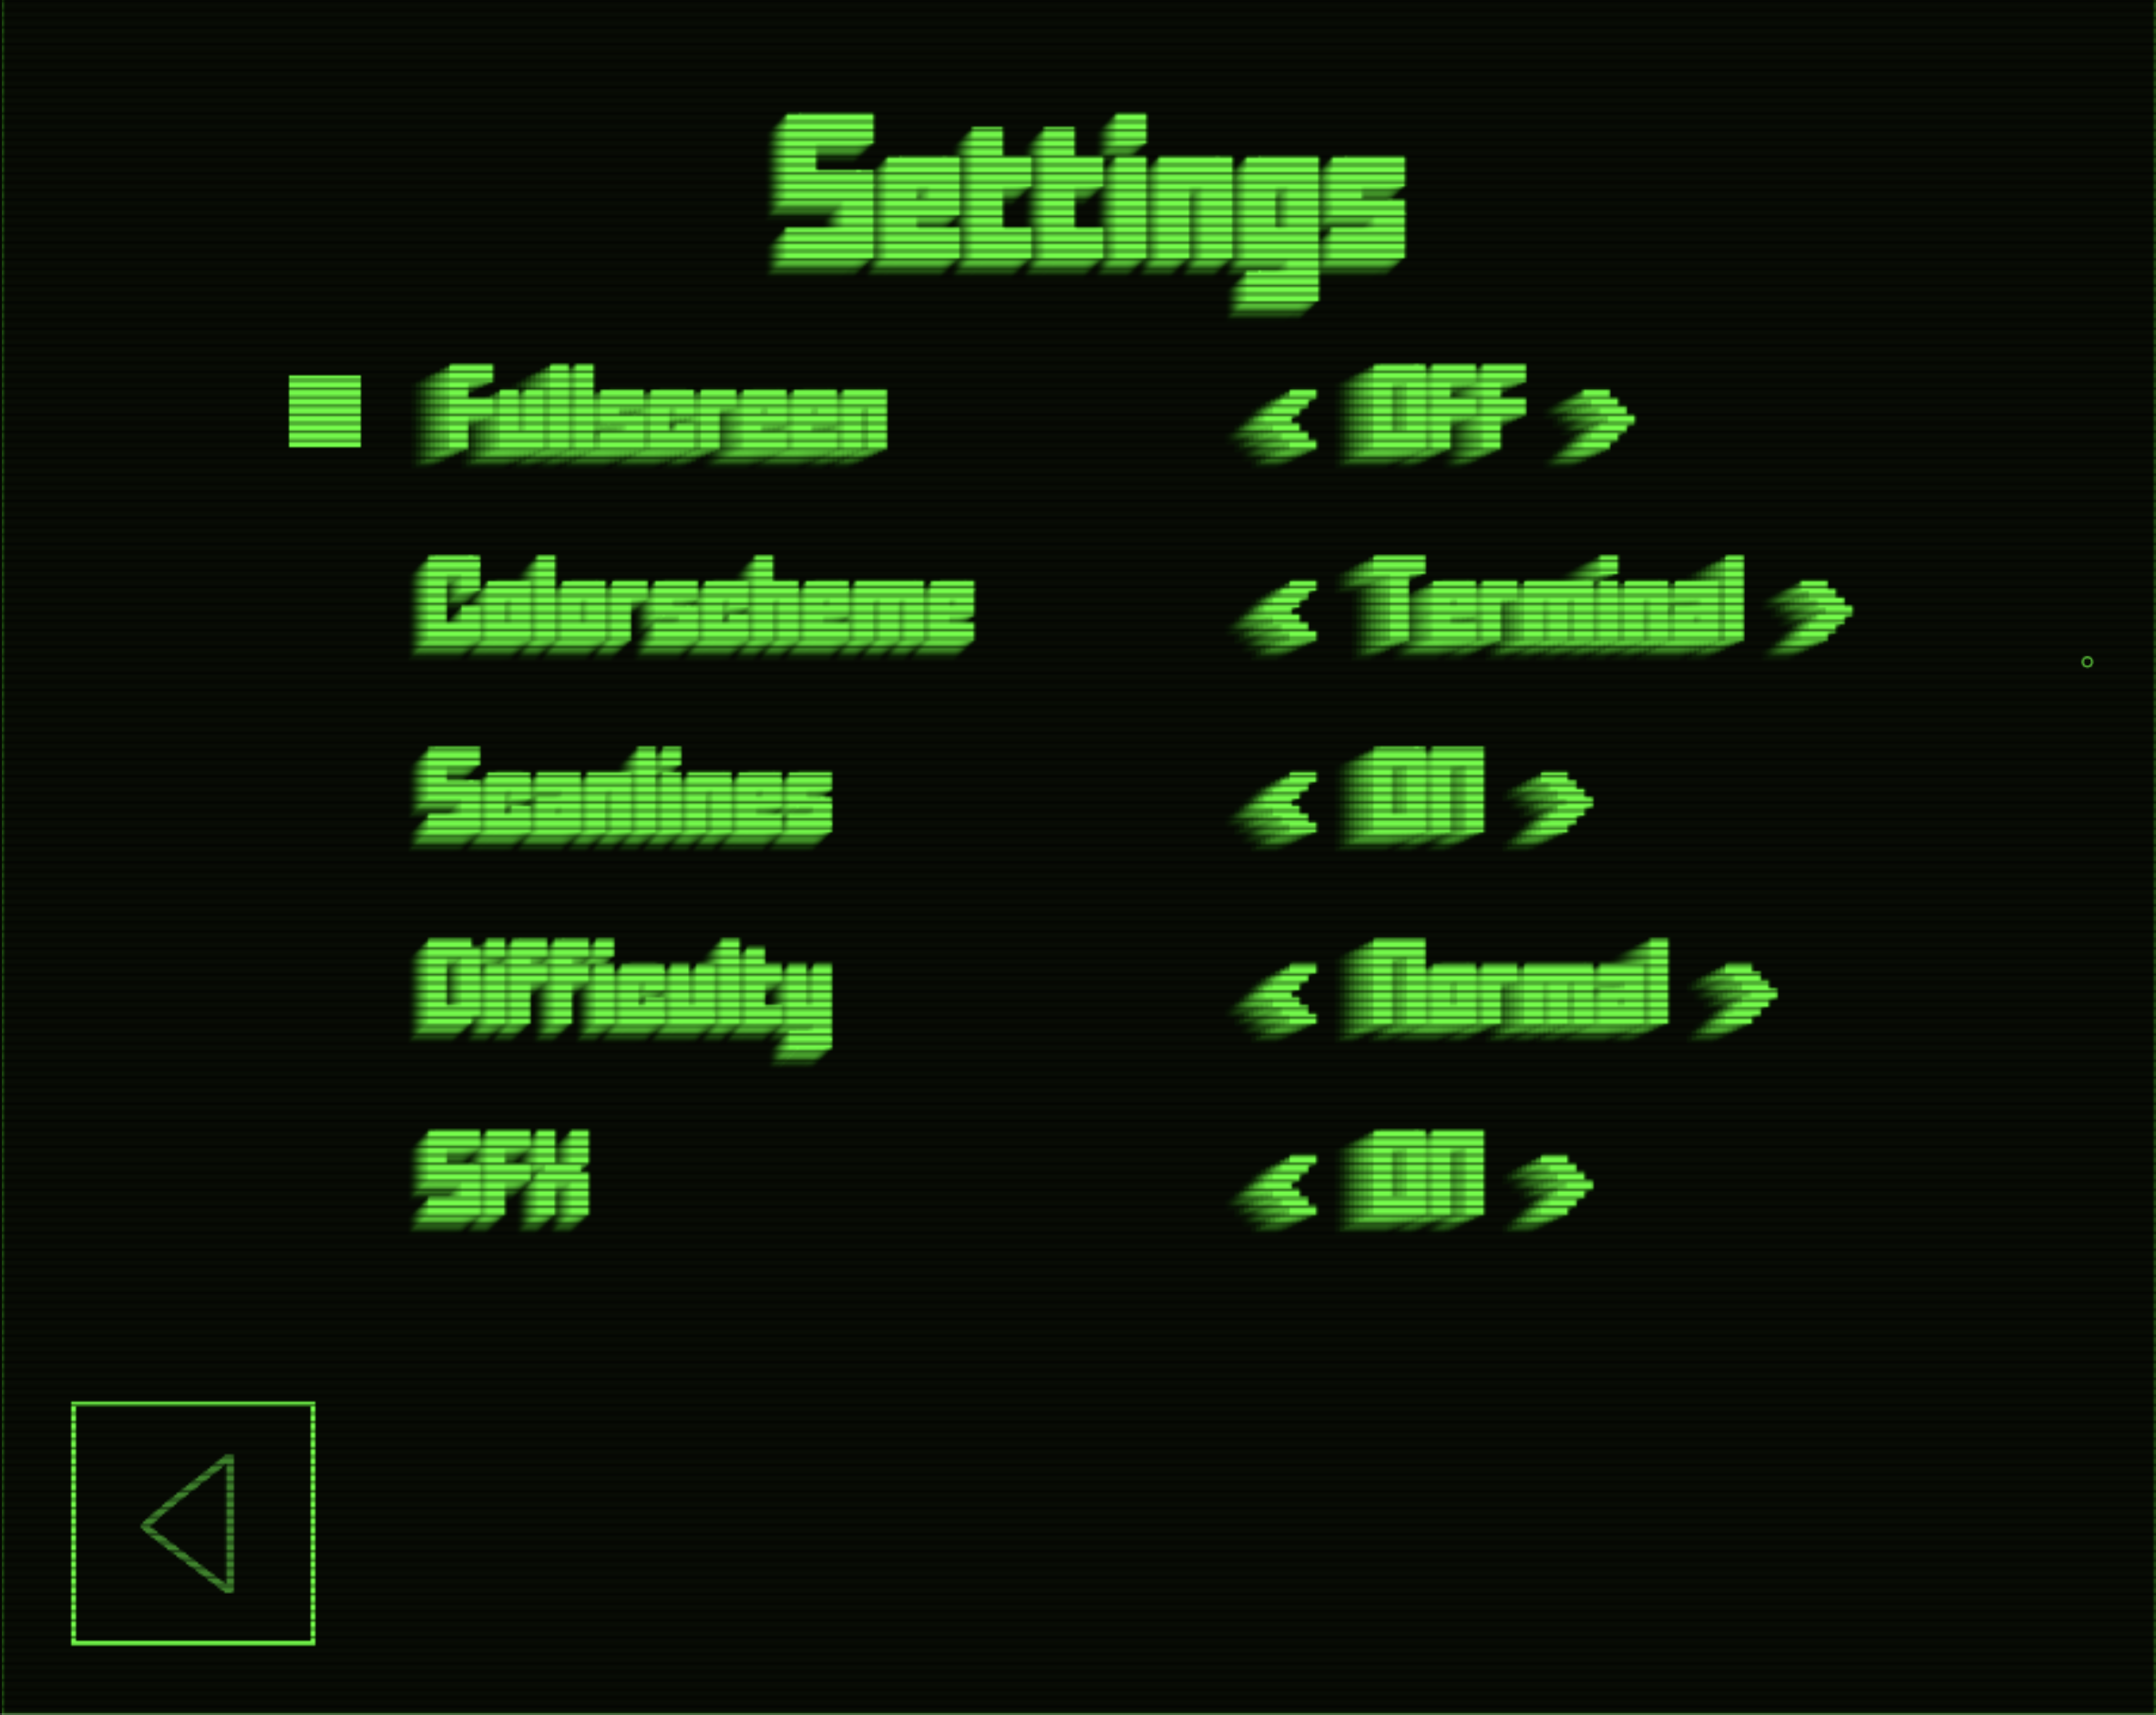 Settings
Fullscreen < OFF >
Colorscheme < Terminal >
Scanlines < ON >
Difficulty < Normal >
SFX < ON >